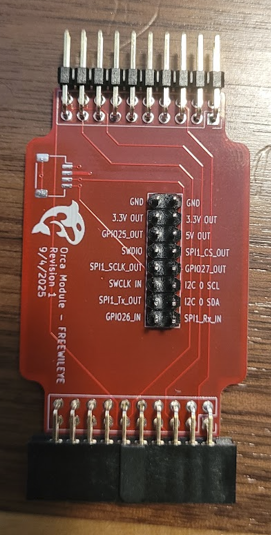 GND GND
3.3V OUT 3.3V OUT
GPIO25_OUT 5V OUT
SWDIO SPI1_CS_OUT
SPI1_SCLK_OUT GPIO27_OUT
SWCLK IN I2C 0 SCL
SPI1_Tx_OUT I2C 0 SDA
GPIO26_IN SPI1_Rx_IN
Orca Module - FREEWILEYE
Revision 1
9/4/2025